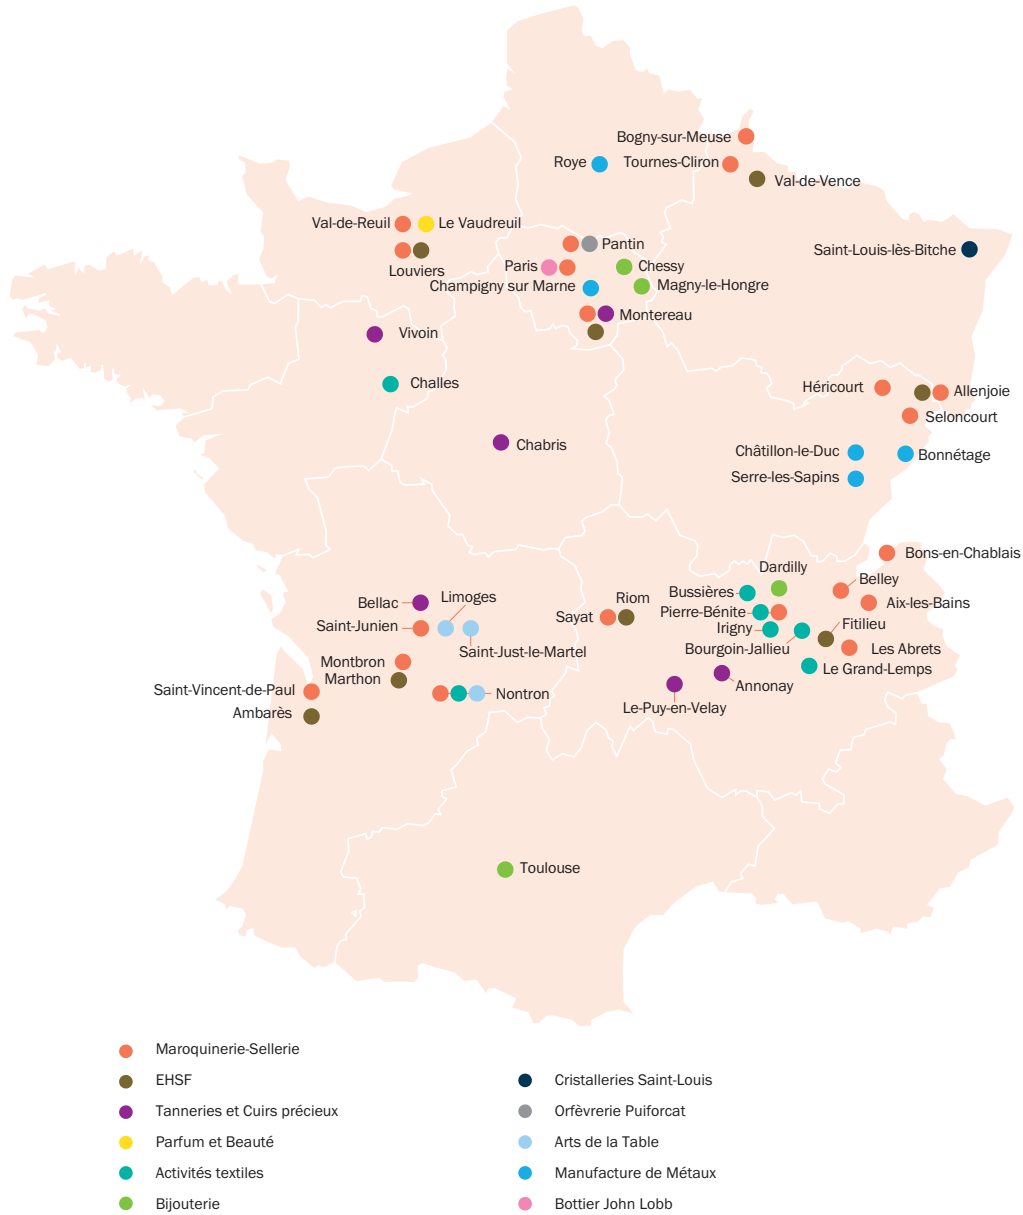 Bogny-sur-Meuse
Roye
Tournes-Cliron
Val-de-Vence
Val-de-Reuil
Le Vaudreuil
Louviers
Pantin
Saint-Louis-lès-Bitche
Paris
Chessy
Champigny sur Marne
Magny-le-Hongre
Montereau
Vivoin
Challes
Héricourt
Allenjoie
Seloncourt
Chabris
Châtillon-le-Duc
Bonnétage
Serre-les-Sapins
Bons-en-Chablais
Dardilly
Belley
Bussières
Aix-les-Bains
Bellac
Limoges
Riom
Sayat
Pierre-Bénite
Fitilieu
Saint-Junien
Irigny
Bourgoin-Jallieu
Les Abrets
Saint-Just-le-Martel
Montbron
Le Grand-Lemps
Marthon
Annonay
Saint-Vincent-de-Paul
Nontron
Le-Puy-en-Velay
Ambarès
Toulouse
Maroquinerie-Sellerie
EHSF
Tanneries et Cuirs précieux
Parfum et Beauté
Activités textiles
Bijouterie
Cristalleries Saint-Louis
Orfèvrerie Puiforcat
Arts de la Table
Manufacture de Métaux
Bottier John Lobb